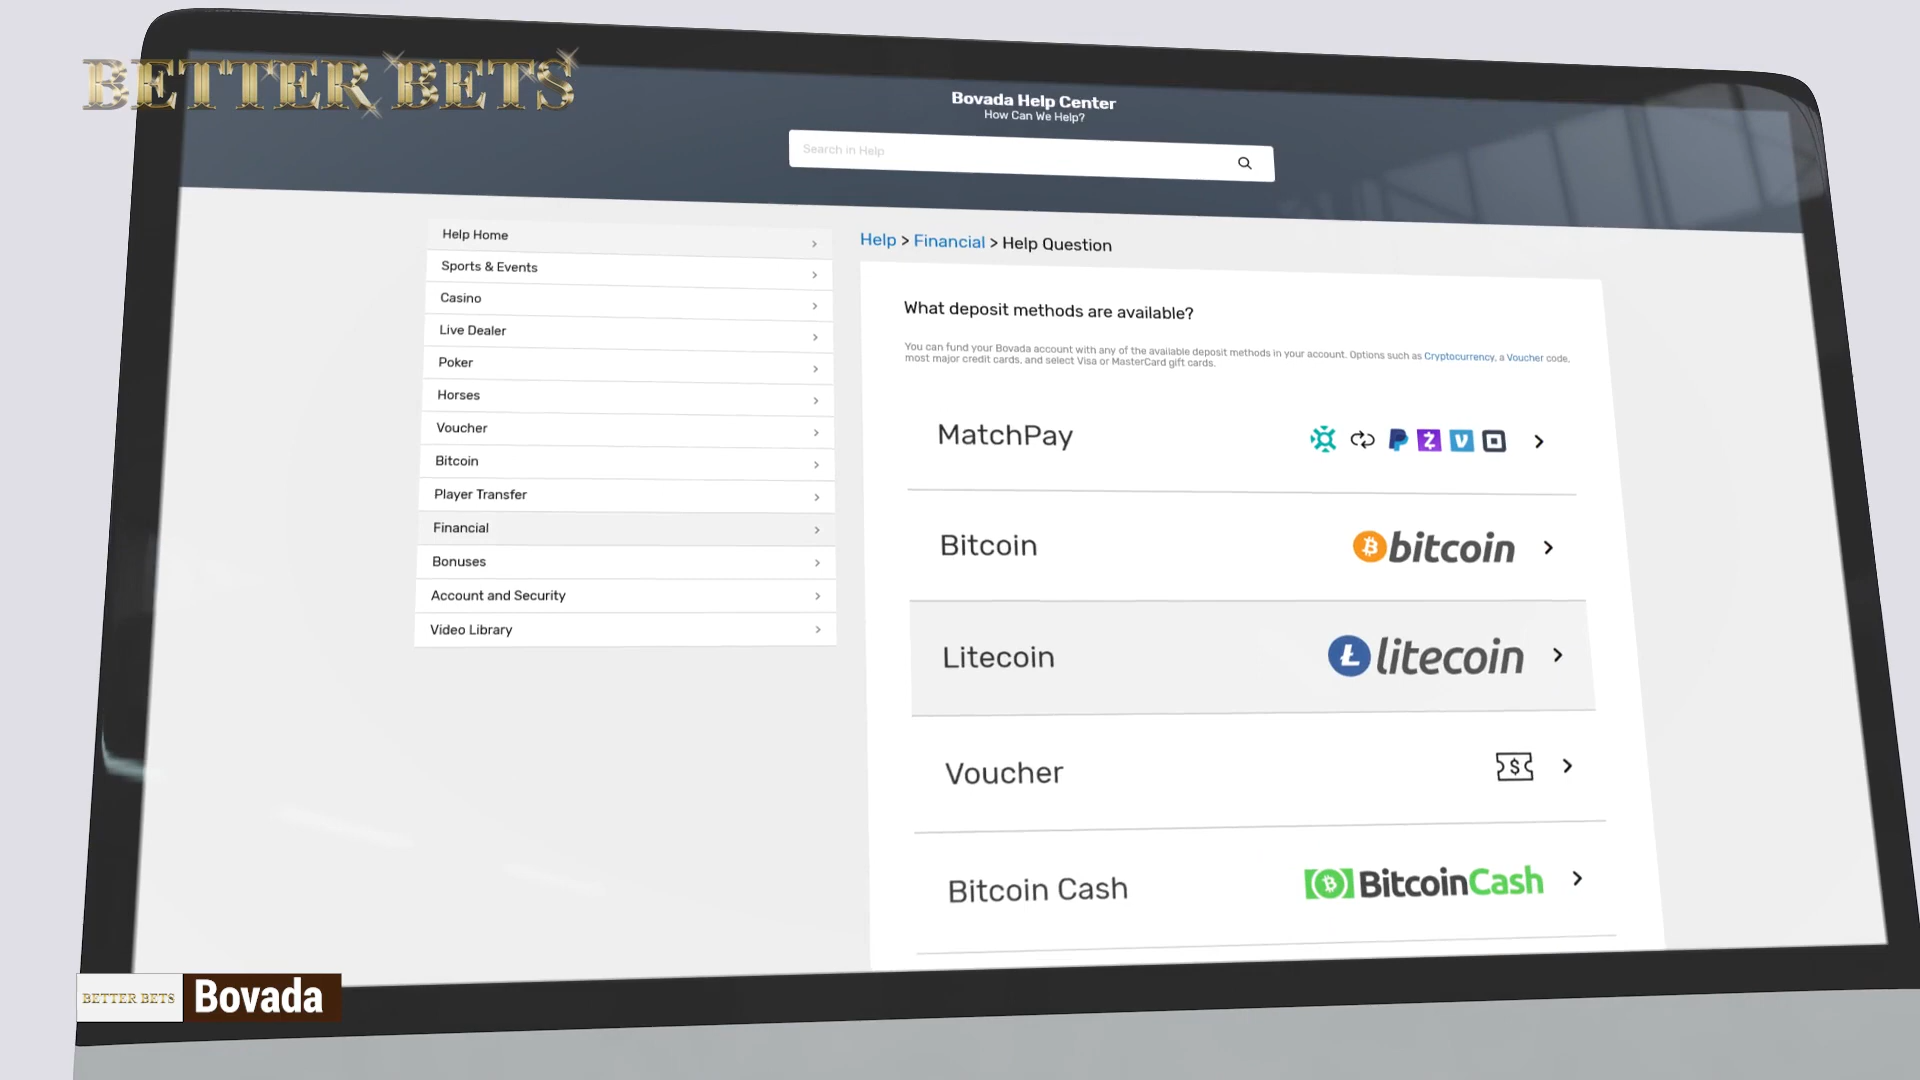 BETTER BETS
Bovada Help Center
How Can We Help?
Search in Help
Help Home
Sports & Events
Casino
Live Dealer
Poker
Horses
Voucher
Bitcoin
Player Transfer
Financial
Bonuses
Account and Security
Video Library
Help > Financial > Help Question
What deposit methods are available?
You can fund your Bovada account with any of the available deposit methods in your account. Options such as Cryptocurrency, a Voucher code,
most major credit cards, and select Visa or MasterCard gift cards.
MatchPay
Bitcoin bitcoin
Litecoin litecoin
Voucher
Bitcoin Cash BitcoinCash
BETTER BETS Bovada